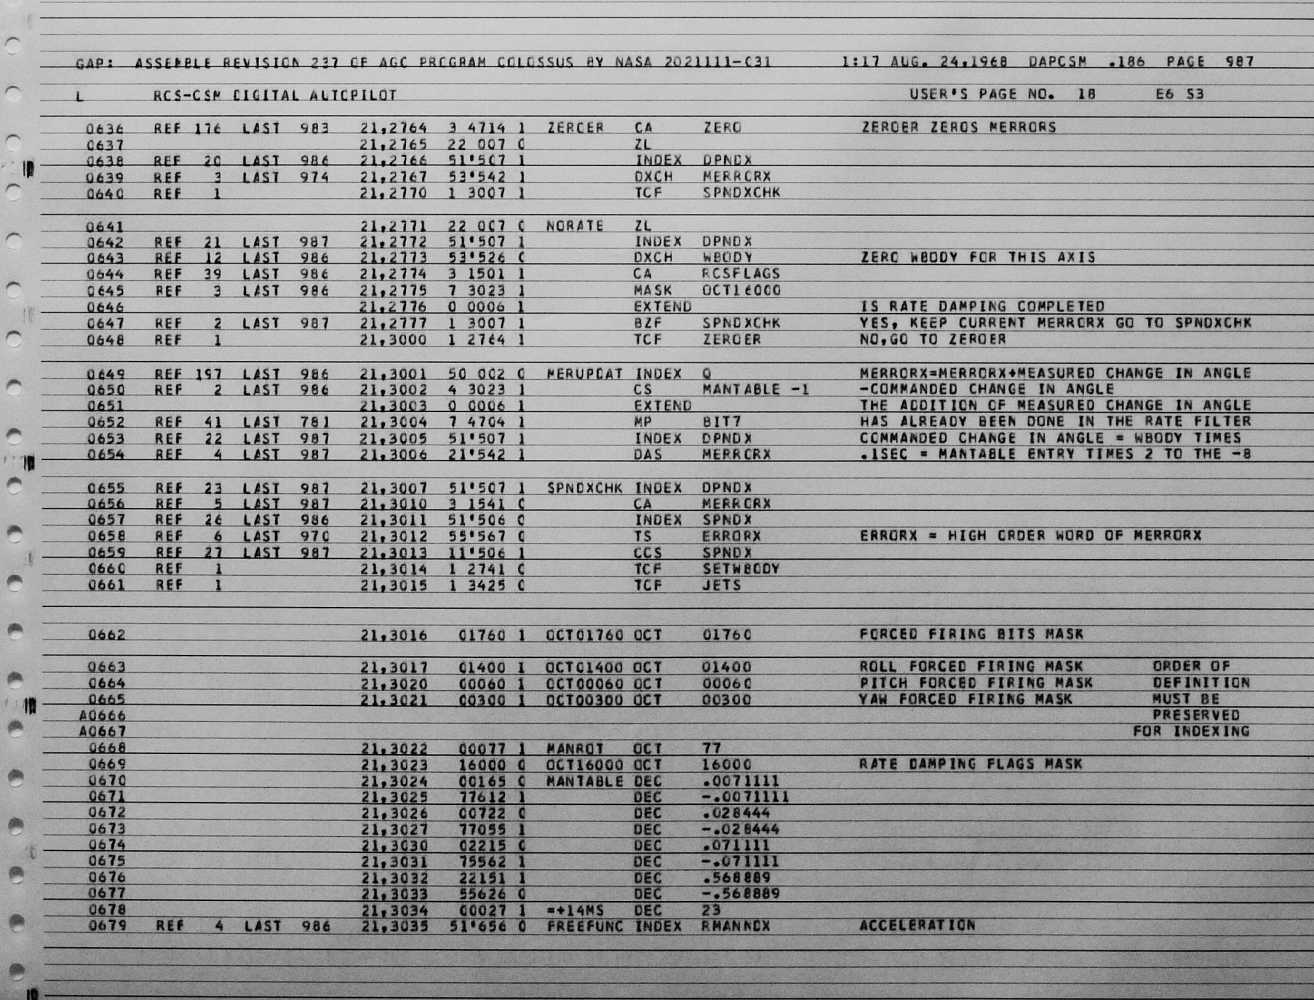 GAP: ASSEMBLE REVISION 237 OF AGC PROGRAM COLOSSUS BY NASA 2021111-031 1:17 AUG. 24,1968 DAPCSM .186 PAGE 987
L RCS-CSM DIGITAL AUTOPILOT USER'S PAGE NO. 18 E6 S3
0636 REF 176 LAST 983 21,2764 3 4714 1 ZEROER CA ZERO ZEROER ZEROS MERRORS
0637 21,2765 22 007 0 ZL
0638 REF 20 LAST 986 21,2766 51'507 1 INDEX DPNDX
0639 REF 3 LAST 974 21,2767 53'542 1 DXCH MERRORX
0640 REF 1 21,2770 1 3007 1 TCF SPNDXCHK
0641 21,2771 22 007 0 NORATE ZL
0642 REF 21 LAST 987 21,2772 51'507 1 INDEX DPNDX
0643 REF 12 LAST 986 21,2773 53'526 0 DXCH WBODY ZERO WBODY FOR THIS AXIS
0644 REF 39 LAST 986 21,2774 3 1501 1 CA RCSFLAGS
0645 REF 3 LAST 986 21,2775 7 3023 1 MASK OCT16000
0646 21,2776 0 0006 1 EXTEND IS RATE DAMPING COMPLETED
0647 REF 2 LAST 987 21,2777 1 3007 1 BZF SPNDXCHK YES, KEEP CURRENT MERRORX GO TO SPNDXCHK
0648 REF 1 21,3000 1 2764 1 TCF ZEROER NO,GO TO ZEROER
0649 REF 197 LAST 986 21,3001 50 002 0 MERUPDAT INDEX Q MERRORX=MERRORX+MEASURED CHANGE IN ANGLE
0650 REF 2 LAST 986 21,3002 4 3023 1 CS MANTABLE -1 -COMMANDED CHANGE IN ANGLE
0651 21,3003 0 0006 1 EXTEND THE ADDITION OF MEASURED CHANGE IN ANGLE
0652 REF 41 LAST 781 21,3004 7 4704 1 MP BIT7 HAS ALREADY BEEN DONE IN THE RATE FILTER
0653 REF 22 LAST 987 21,3005 51'507 1 INDEX DPNDX COMMANDED CHANGE IN ANGLE = WBODY TIMES
0654 REF 4 LAST 987 21,3006 21'542 1 DAS MERRORX .1SEC = MANTABLE ENTRY TIMES 2 TO THE -8
0655 REF 23 LAST 987 21,3007 51'507 1 SPNDXCHK INDEX DPNDX
0656 REF 5 LAST 987 21,3010 3 1541 0 CA MERRORX
0657 REF 26 LAST 986 21,3011 51'506 0 INDEX SPNDX
0658 REF 6 LAST 970 21,3012 55'567 0 TS ERRORX ERRORX = HIGH ORDER WORD OF MERRORX
0659 REF 27 LAST 987 21,3013 11'506 1 CCS SPNDX
0660 REF 1 21,3014 1 2741 0 TCF SETWBODY
0661 REF 1 21,3015 1 3425 0 TCF JETS
0662 21,3016 01760 1 OCT01760 OCT 01760 FORCED FIRING BITS MASK
0663 21,3017 01400 1 OCT01400 OCT 01400 ROLL FORCED FIRING MASK ORDER OF
0664 21,3020 00060 1 OCT00060 OCT 00060 PITCH FORCED FIRING MASK DEFINITION
0665 21,3021 00300 1 OCT00300 OCT 00300 YAW FORCED FIRING MASK MUST BE
A0666 PRESERVED
A0667 FOR INDEXING
0668 21,3022 00077 1 MANROT OCT 77
0669 21,3023 16000 0 OCT16000 OCT 16000 RATE DAMPING FLAGS MASK
0670 21,3024 00165 0 MANTABLE DEC .0071111
0671 21,3025 77612 1 DEC -.0071111
0672 21,3026 00722 0 DEC .028444
0673 21,3027 77055 1 DEC -.028444
0674 21,3030 02215 0 DEC .071111
0675 21,3031 75562 1 DEC -.071111
0676 21,3032 22151 1 DEC .568889
0677 21,3033 55626 0 DEC -.568889
0678 21,3034 00027 1 =+14MS DEC 23
0679 REF 4 LAST 986 21,3035 51'656 0 FREEFUNC INDEX RMANNDX ACCELERATION